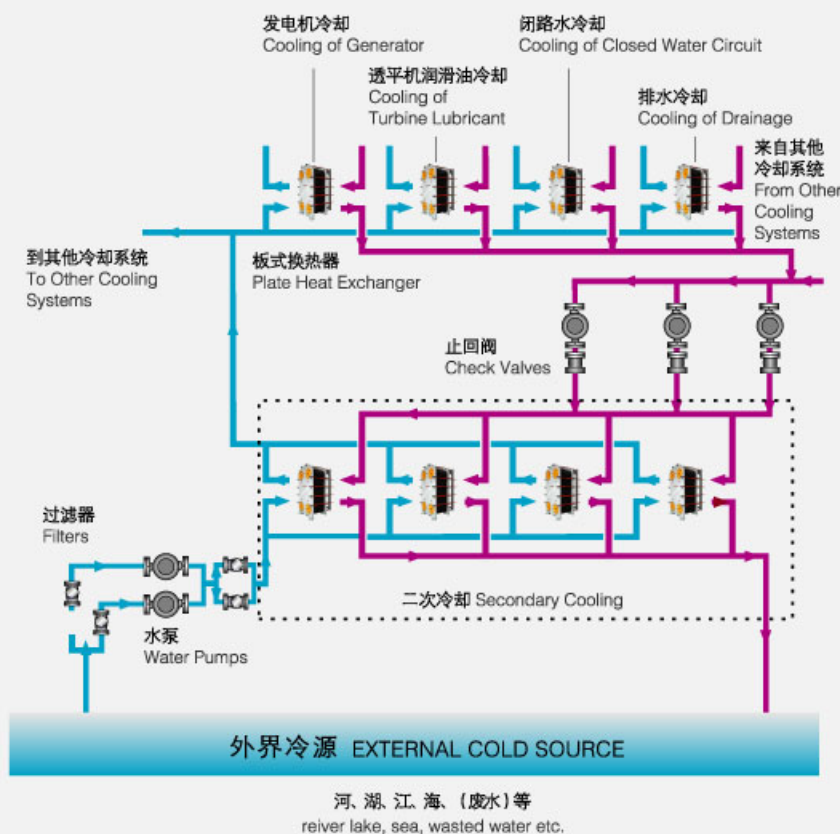 发电机冷却
Cooling of Generator
闭路水冷却
Cooling of Closed Water Circuit
透平机润滑油冷却
Cooling of
Turbine Lubricant
排水冷却
Cooling of Drainage
来自其他
冷却系统
From Other
Cooling
Systems
到其他冷却系统
To Other Cooling
Systems
板式换热器
Plate Heat Exchanger
止回阀
Check Valves
过滤器
Filters
水泵
Water Pumps
二次冷却 Secondary Cooling
外界冷源 EXTERNAL COLD SOURCE
河、湖、江、海、(废水)等
reiver lake, sea, wasted water etc.